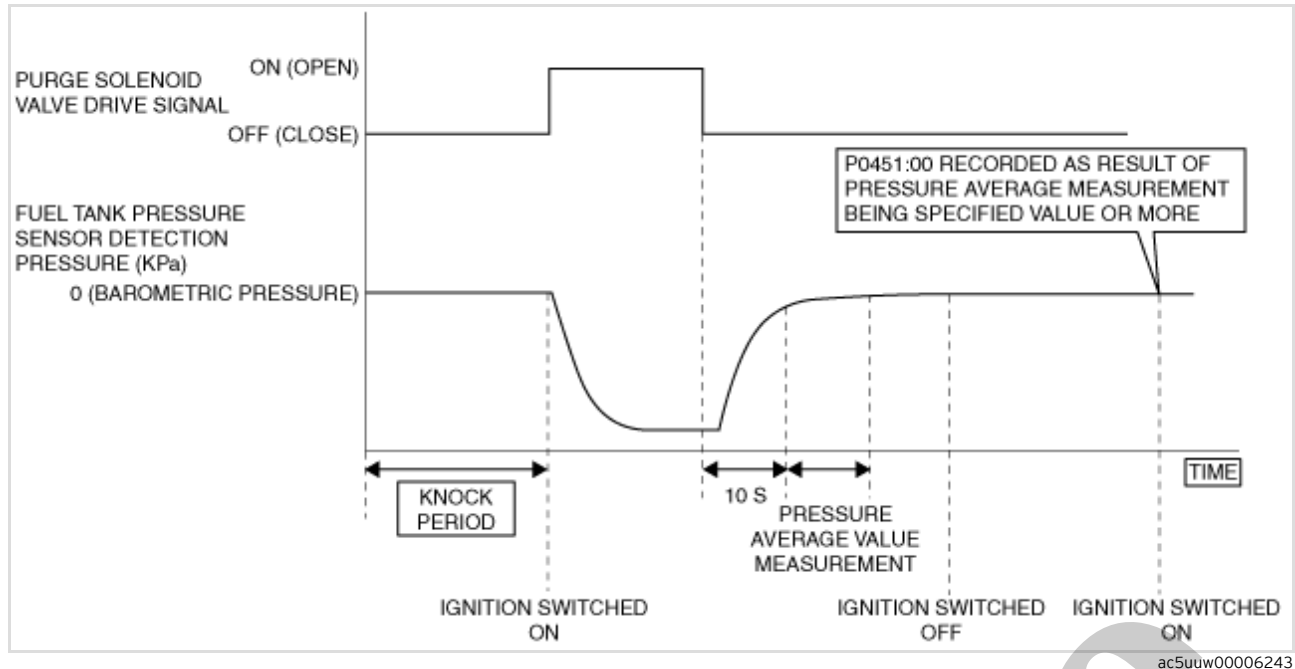 PURGE SOLENOID
VALVE DRIVE SIGNAL
ON (OPEN)
OFF (CLOSE)
P0451:00 RECORDED AS RESULT OF
PRESSURE AVERAGE MEASUREMENT
BEING SPECIFIED VALUE OR MORE
FUEL TANK PRESSURE
SENSOR DETECTION
PRESSURE (KPa)
0 (BAROMETRIC PRESSURE)
TIME
KNOCK
PERIOD
10 S
PRESSURE
AVERAGE VALUE
MEASUREMENT
IGNITION SWITCHED
ON
IGNITION SWITCHED
OFF
IGNITION SWITCHED
ON
ac5uuw00006243